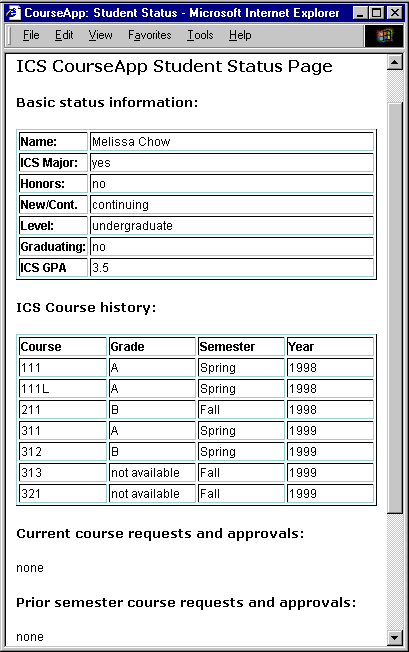 CourseApp: Student Status - Microsoft Internet Explorer
File Edit View Favorites Tools Help
ICS CourseApp Student Status Page
Basic status information:
Name: Melissa Chow
ICS Major: yes
Honors: no
New/Cont. continuing
Level: undergraduate
Graduating: no
ICS GPA 3.5
ICS Course history:
Course Grade Semester Year
111 A Spring 1998
111L A Spring 1998
211 B Fall 1998
311 A Spring 1999
312 B Spring 1999
313 not available Fall 1999
321 not available Fall 1999
Current course requests and approvals:
none
Prior semester course requests and approvals:
none